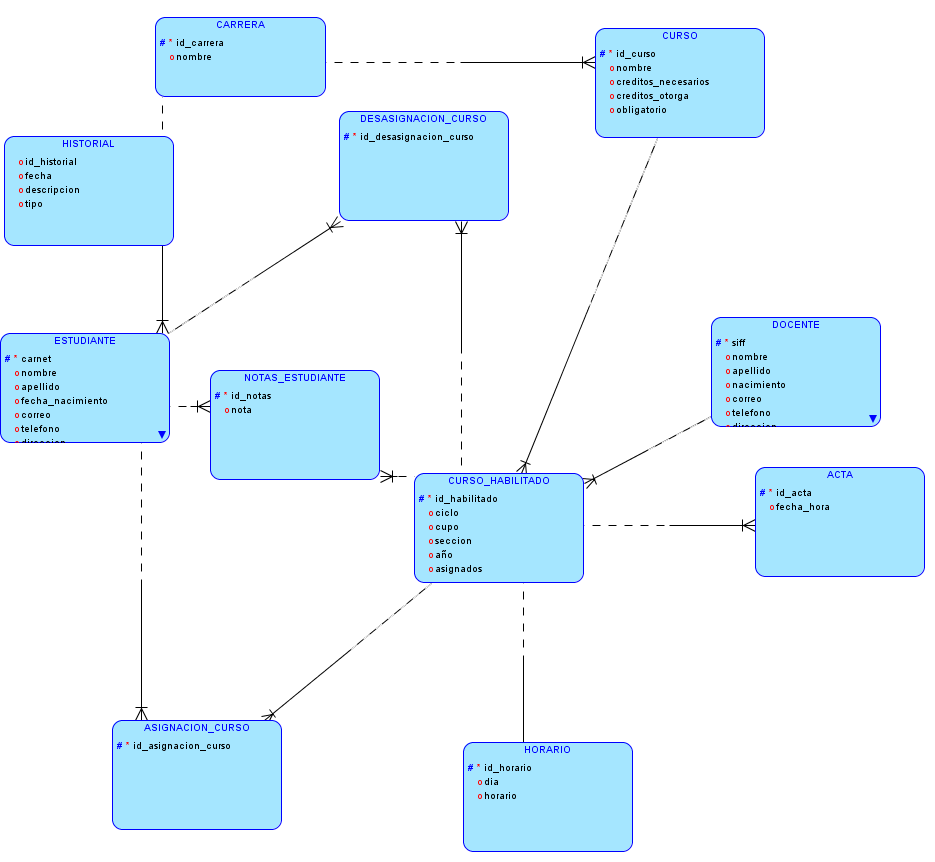 CARRERA
# * id_carrera
o nombre
CURSO
# * id_curso
o nombre
o creditos_necesarios
o creditos_otorga
o obligatorio
DESASIGNACION_CURSO
# * id_desasignacion_curso
HISTORIAL
o id_historial
o fecha
o descripcion
o tipo
ESTUDIANTE
# * carnet
o nombre
o apellido
o fecha_nacimiento
o correo
o telefono
NOTAS_ESTUDIANTE
# * id_notas
o nota
DOCENTE
# * siff
o nombre
o apellido
o nacimiento
o correo
o telefono
CURSO_HABILITADO
# * id_habilitado
o ciclo
o cupo
o seccion
o año
o asignados
ACTA
# * id_acta
o fecha_hora
ASIGNACION_CURSO
# * id_asignacion_curso
HORARIO
# * id_horario
o dia
o horario